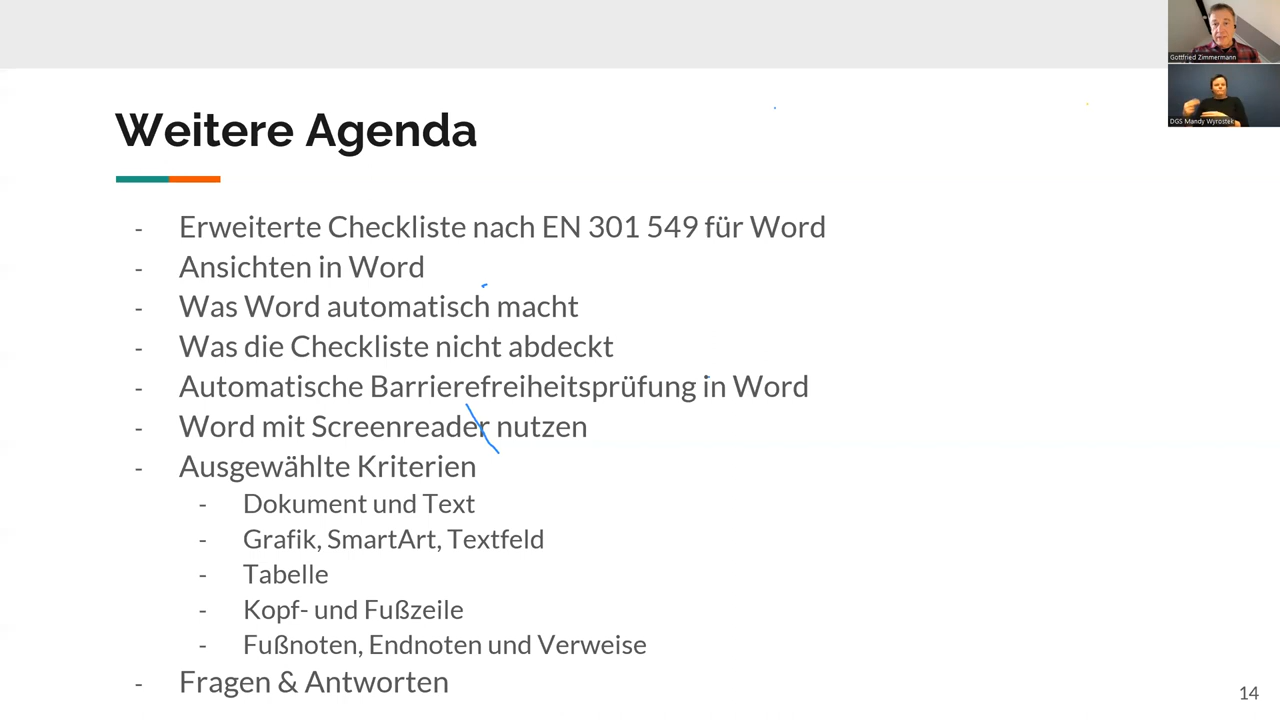 Gottfried Zimmermann
DGS Mandy Wyrostek
Weitere Agenda
- Erweiterte Checkliste nach EN 301 549 für Word
- Ansichten in Word
- Was Word automatisch macht
- Was die Checkliste nicht abdeckt
- Automatische Barrierefreiheitsprüfung in Word
- Word mit Screenreader nutzen
- Ausgewählte Kriterien
- Dokument und Text
- Grafik, SmartArt, Textfeld
- Tabelle
- Kopf- und Fußzeile
- Fußnoten, Endnoten und Verweise
- Fragen & Antworten
14